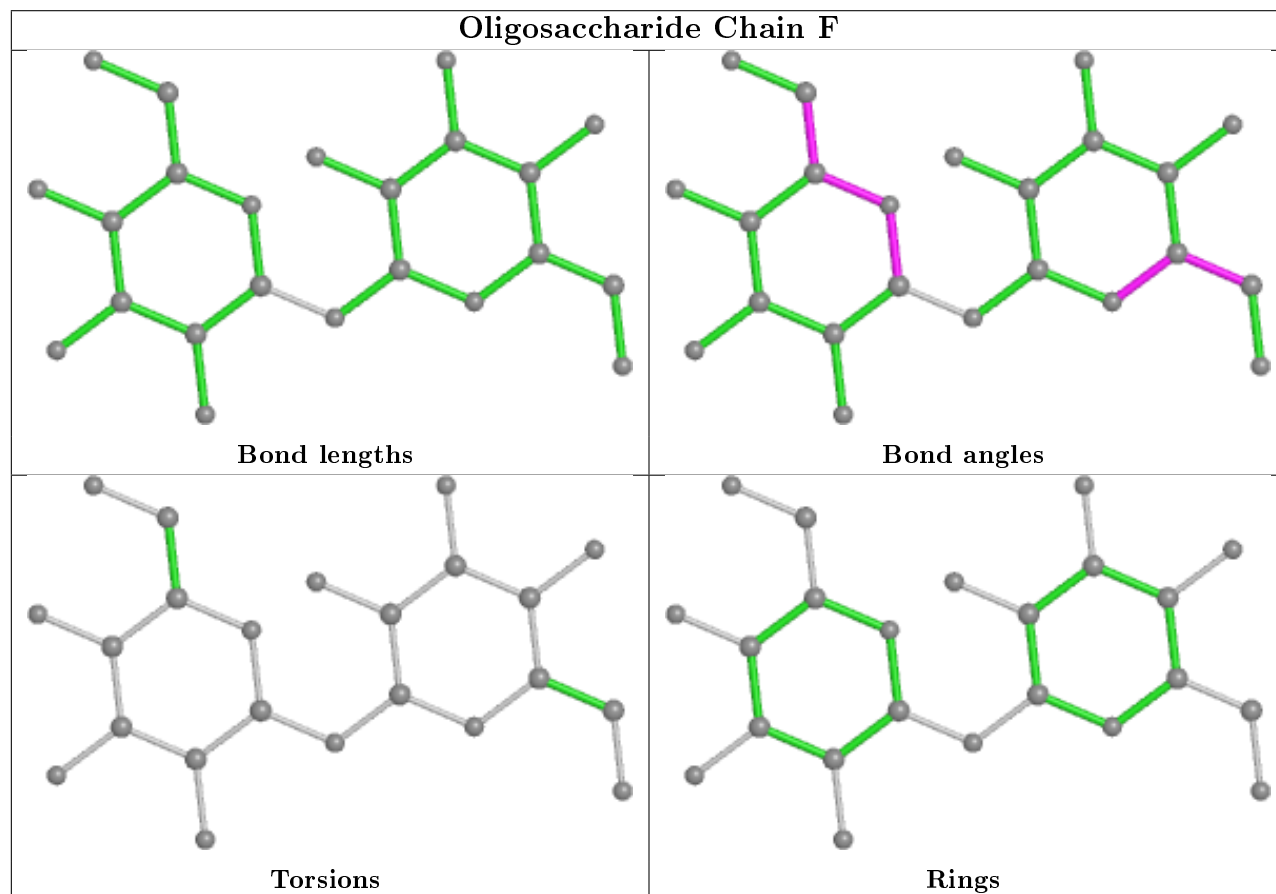 Oligosaccharide Chain F
Bond lengths
Bond angles
Torsions
Rings